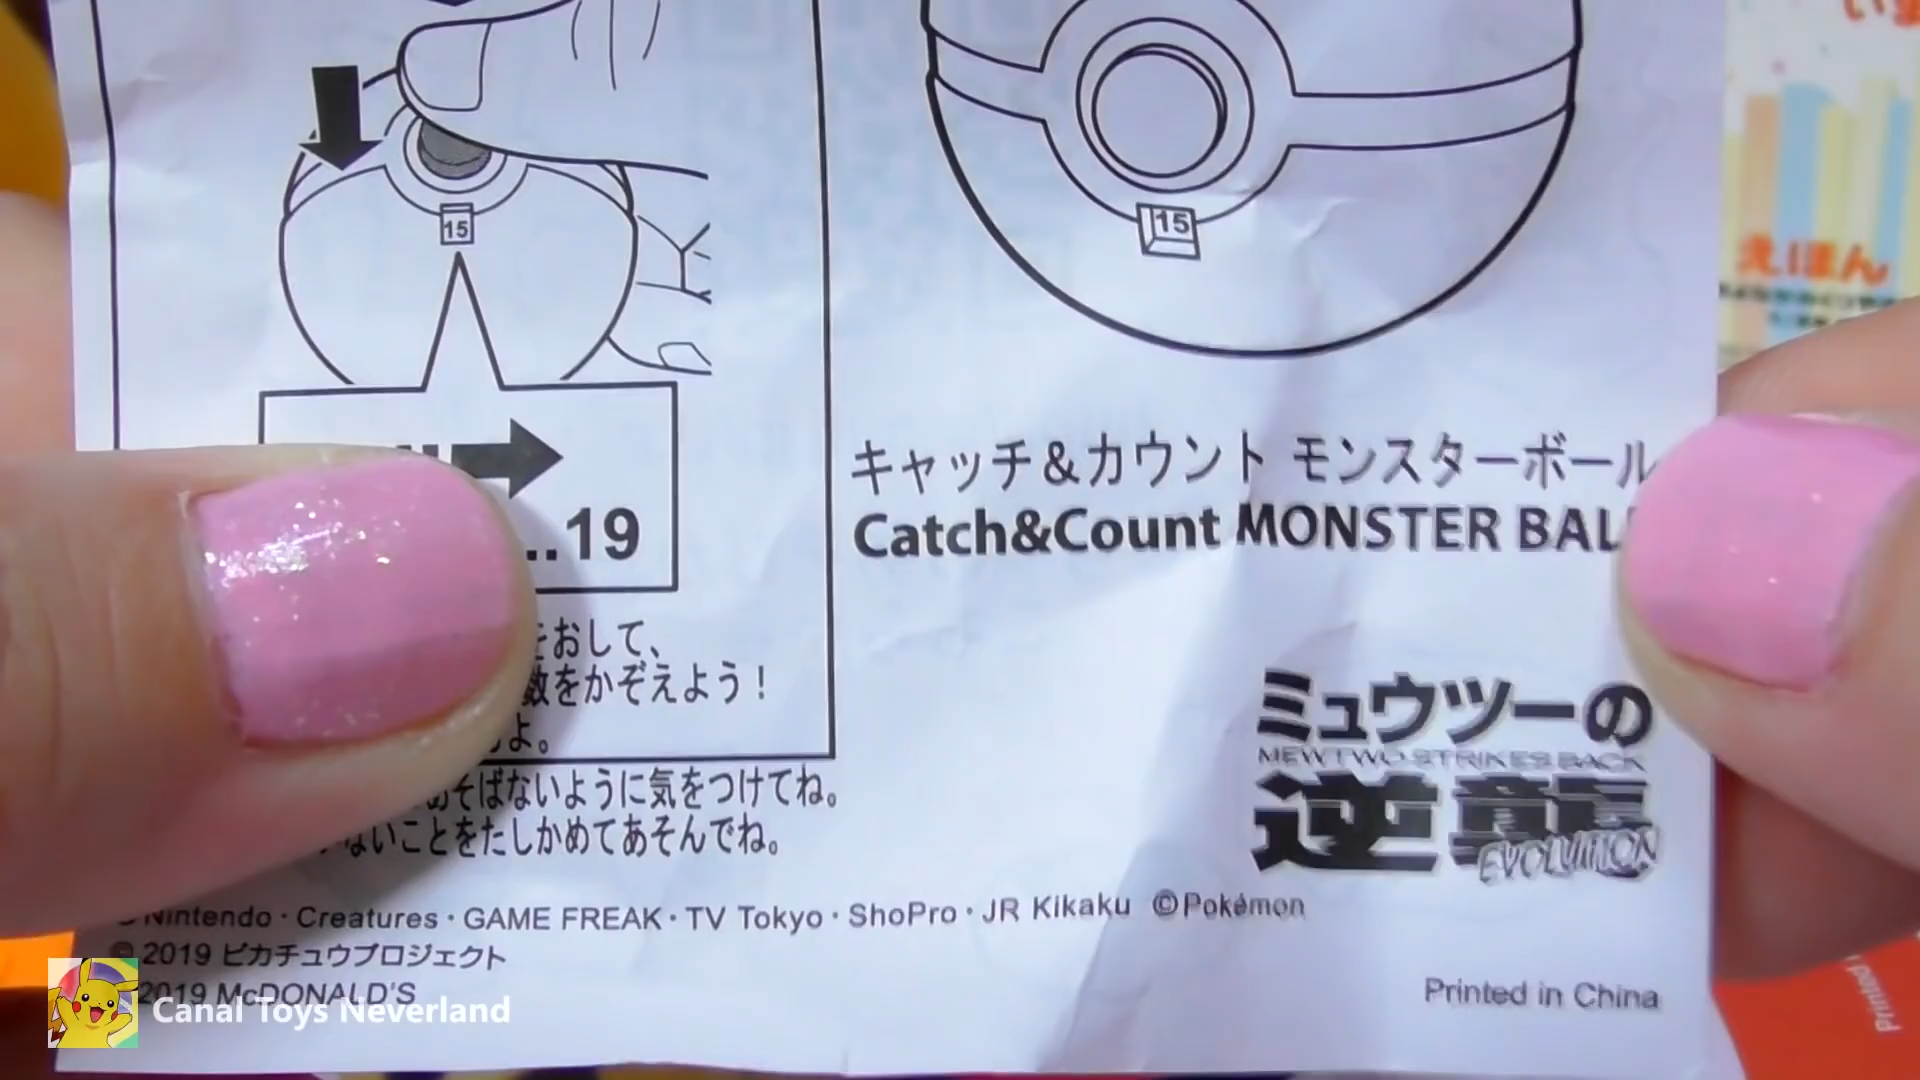 15
15
..19
をおして、
数をかぞえよう！
よ。
あそばないように気をつけてね。
ないことをたしかめてあそんでね。
キャッチ&カウント モンスターボール
Catch&Count MONSTER BAL
ミュウツーの
MEWTWO STRIKES BACK
逆襲
EVOLUTION
Nintendo・Creatures・GAME FREAK・TV Tokyo・ShoPro・JR Kikaku ©Pokémon
© 2019 ピカチュウプロジェクト
2019 McDONALD'S
Printed in China
Canal Toys Neverland
えほん
Printed